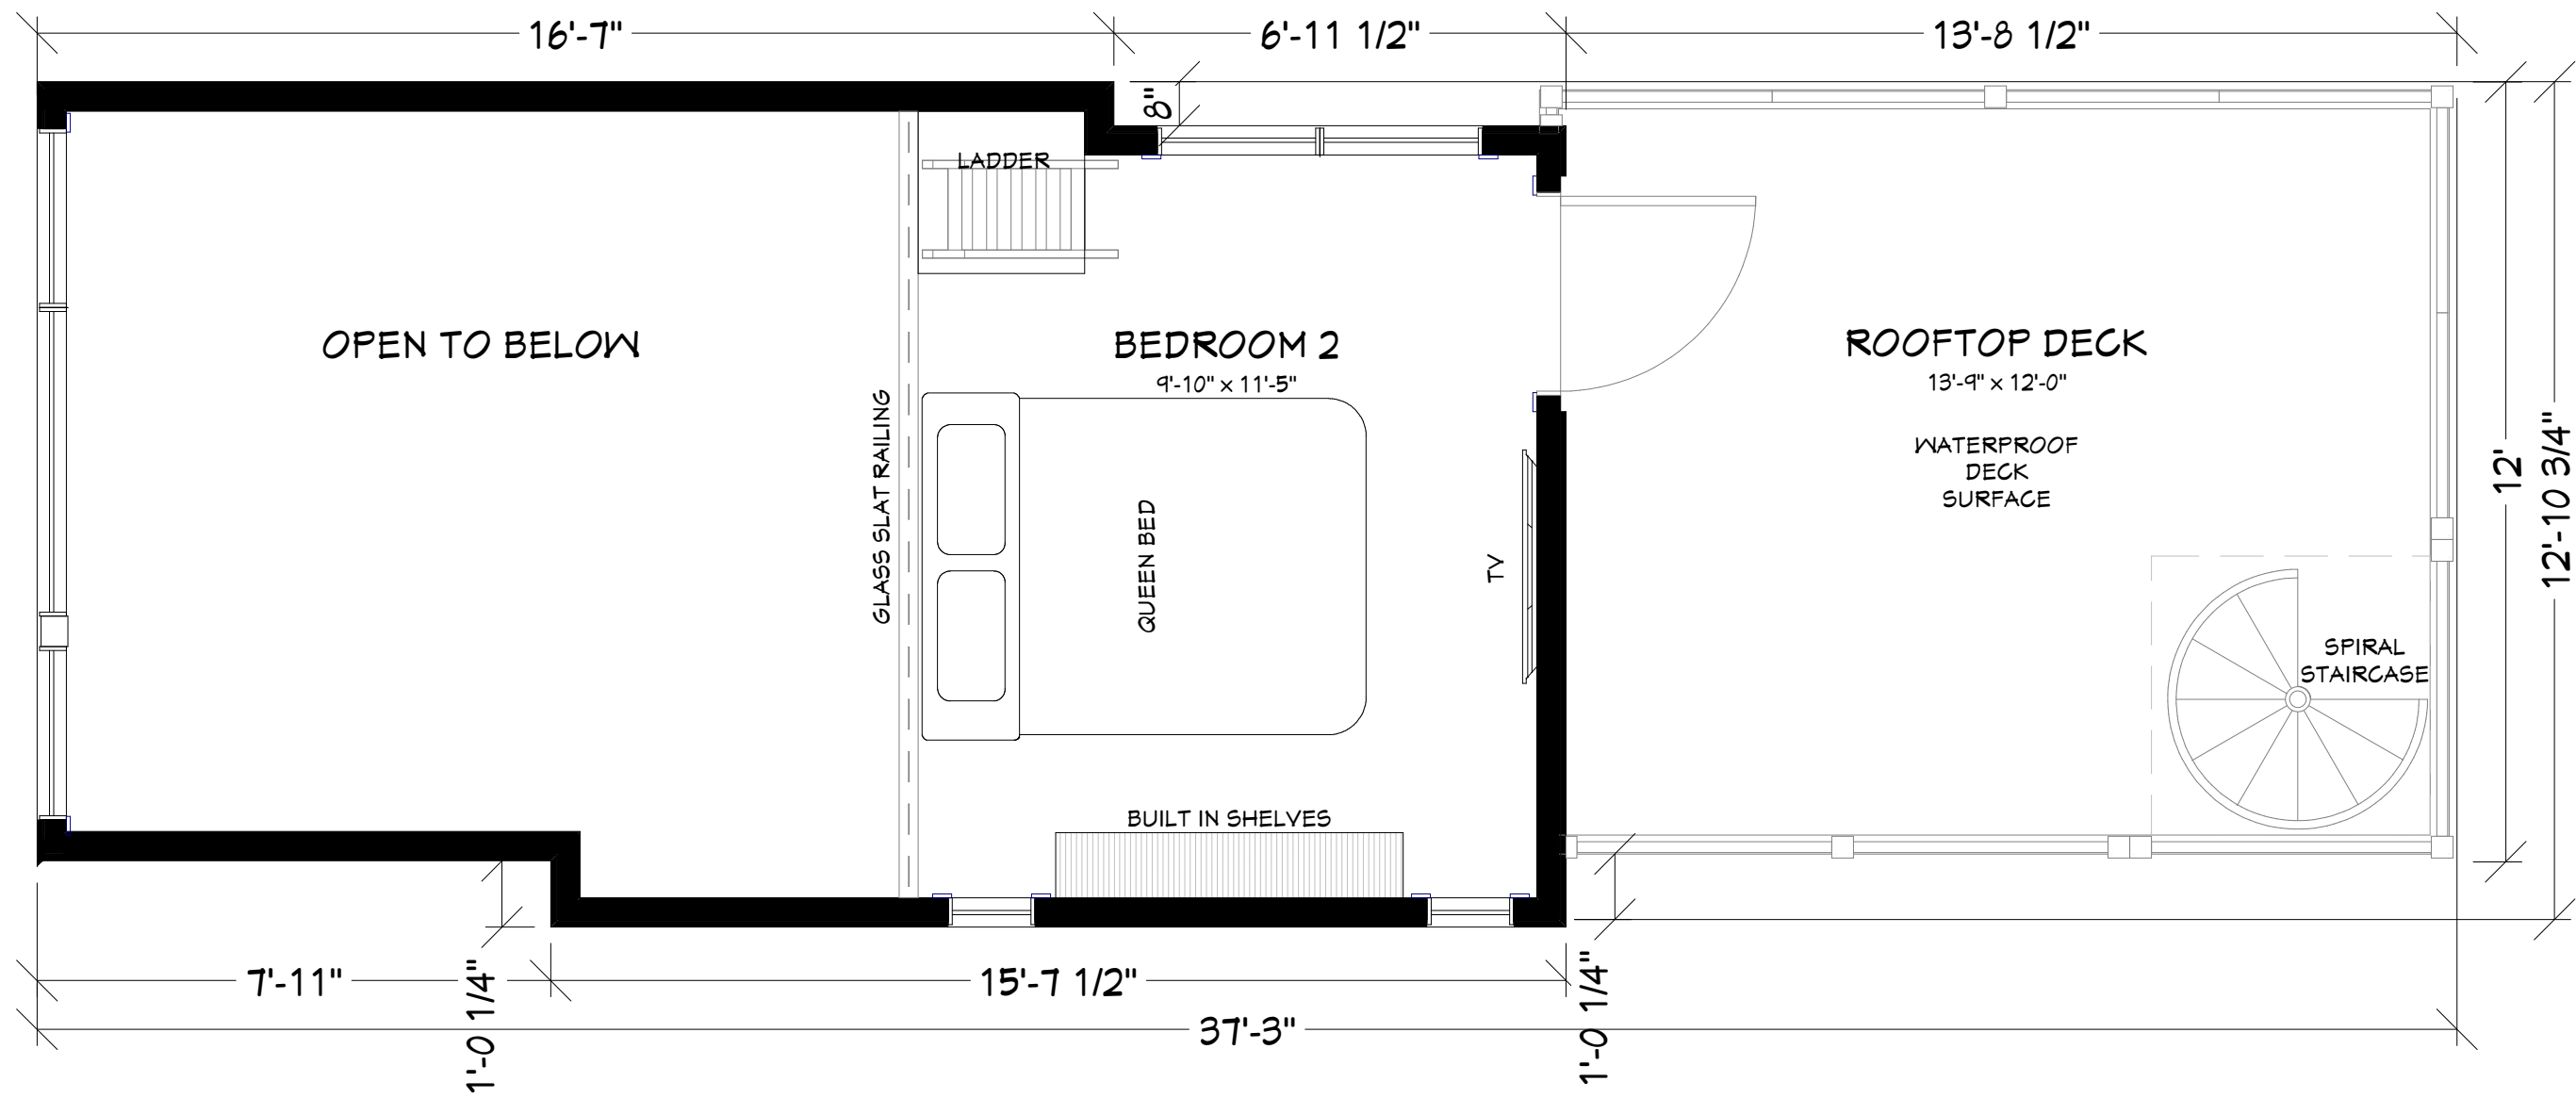 16'-7"
6'-11 1/2"
13'-8 1/2"
8"
LADDER
OPEN TO BELOW
BEDROOM 2
9'-10" x 11'-5"
ROOFTOP DECK
13'-9" x 12'-0"
WATERPROOF
DECK
SURFACE
GLASS SLAT RAILING
QUEEN BED
TV
12'
12'-10 3/4"
SPIRAL
STAIRCASE
BUILT IN SHELVES
7'-11"
1'-0 1/4"
15'-7 1/2"
1'-0 1/4"
37'-3"